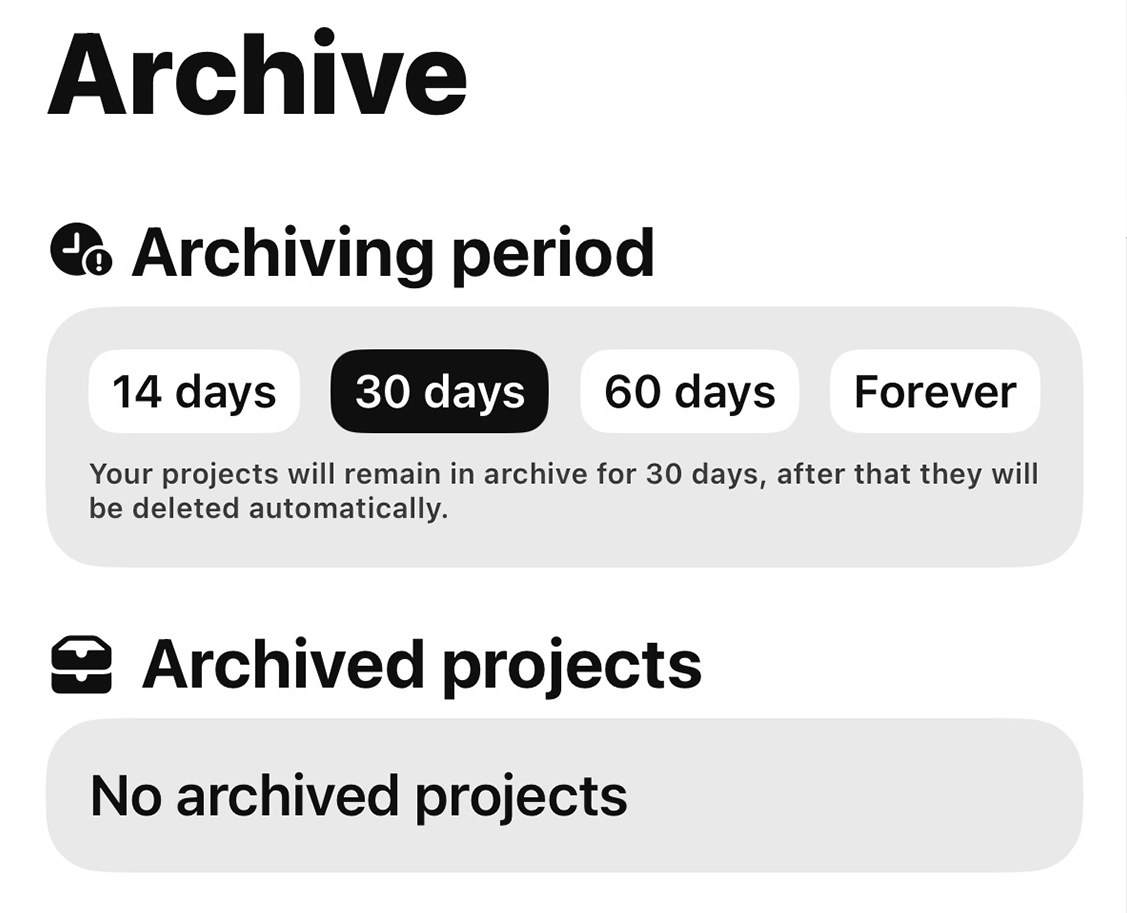 Archive
Archiving period
14 days 30 days 60 days Forever
Your projects will remain in archive for 30 days, after that they will
be deleted automatically.
Archived projects
No archived projects